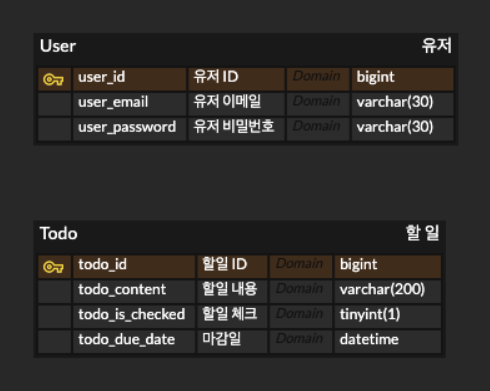 User 유저
user_id 유저 ID Domain bigint
user_email 유저 이메일 Domain varchar(30)
user_password 유저 비밀번호 Domain varchar(30)
Todo 할 일
todo_id 할일 ID Domain bigint
todo_content 할일 내용 Domain varchar(200)
todo_is_checked 할일 체크 Domain tinyint(1)
todo_due_date 마감일 Domain datetime